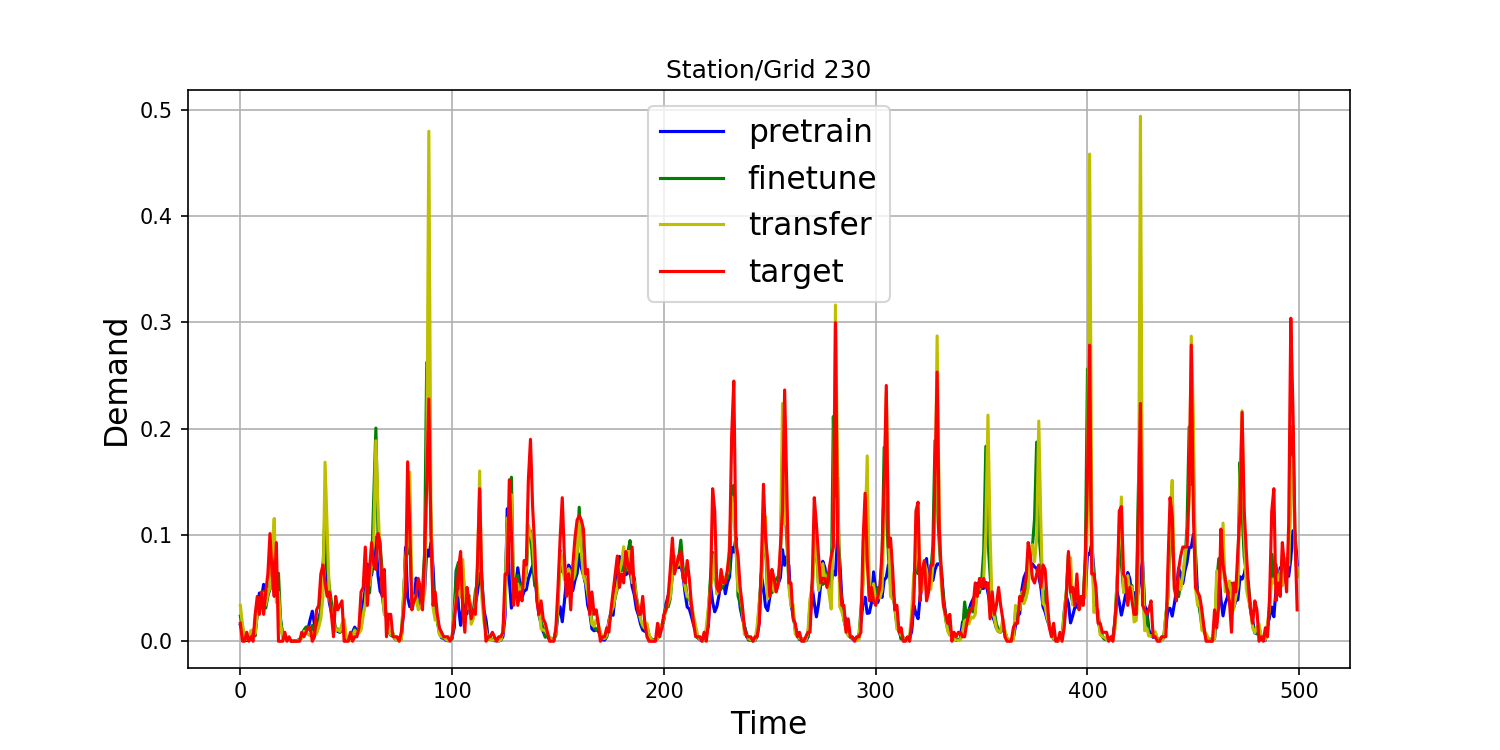 Station/Grid 230
0.5
0.4
0.3
0.2
0.1
0.0
Demand
pretrain
finetune
transfer
target
0 100 200 300 400 500
Time